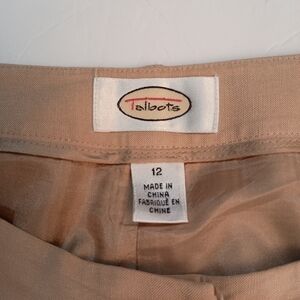 Talbots
12
MADE IN
CHINA
FABRIQUÉ EN
CHINE